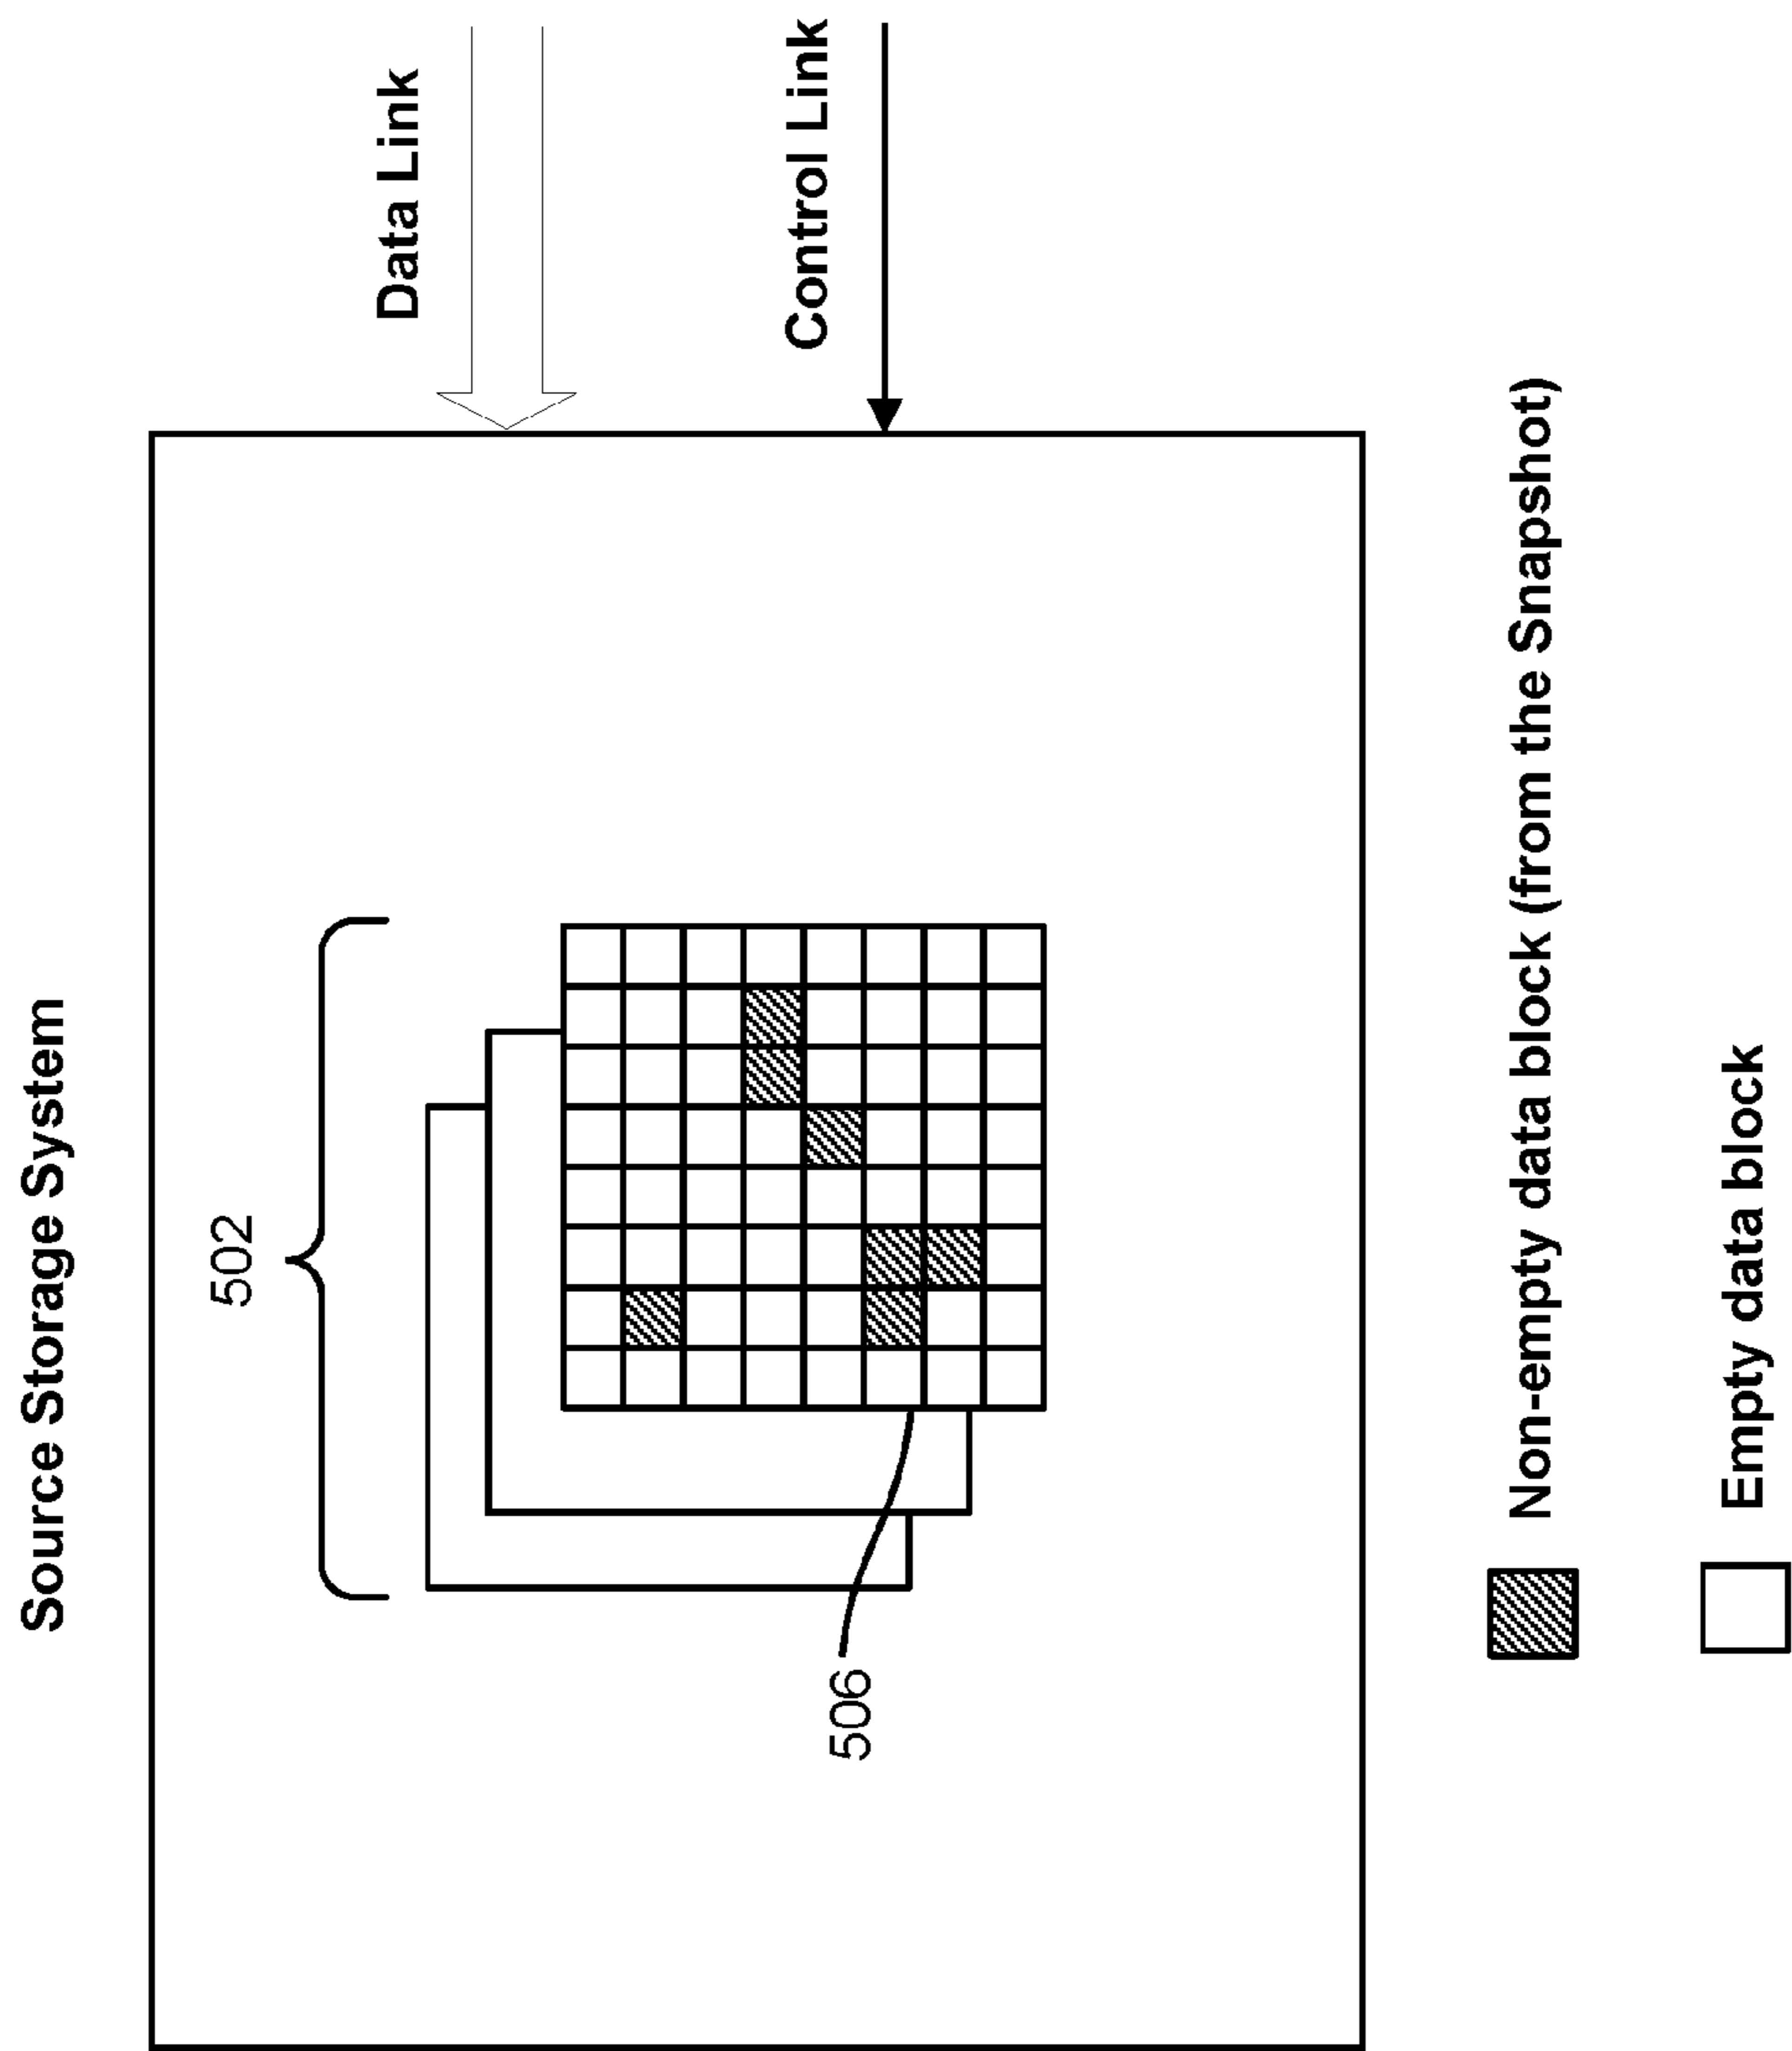 Source Storage System
502
506
Data Link
Control Link
Non-empty data block (from the Snapshot)
Empty data block